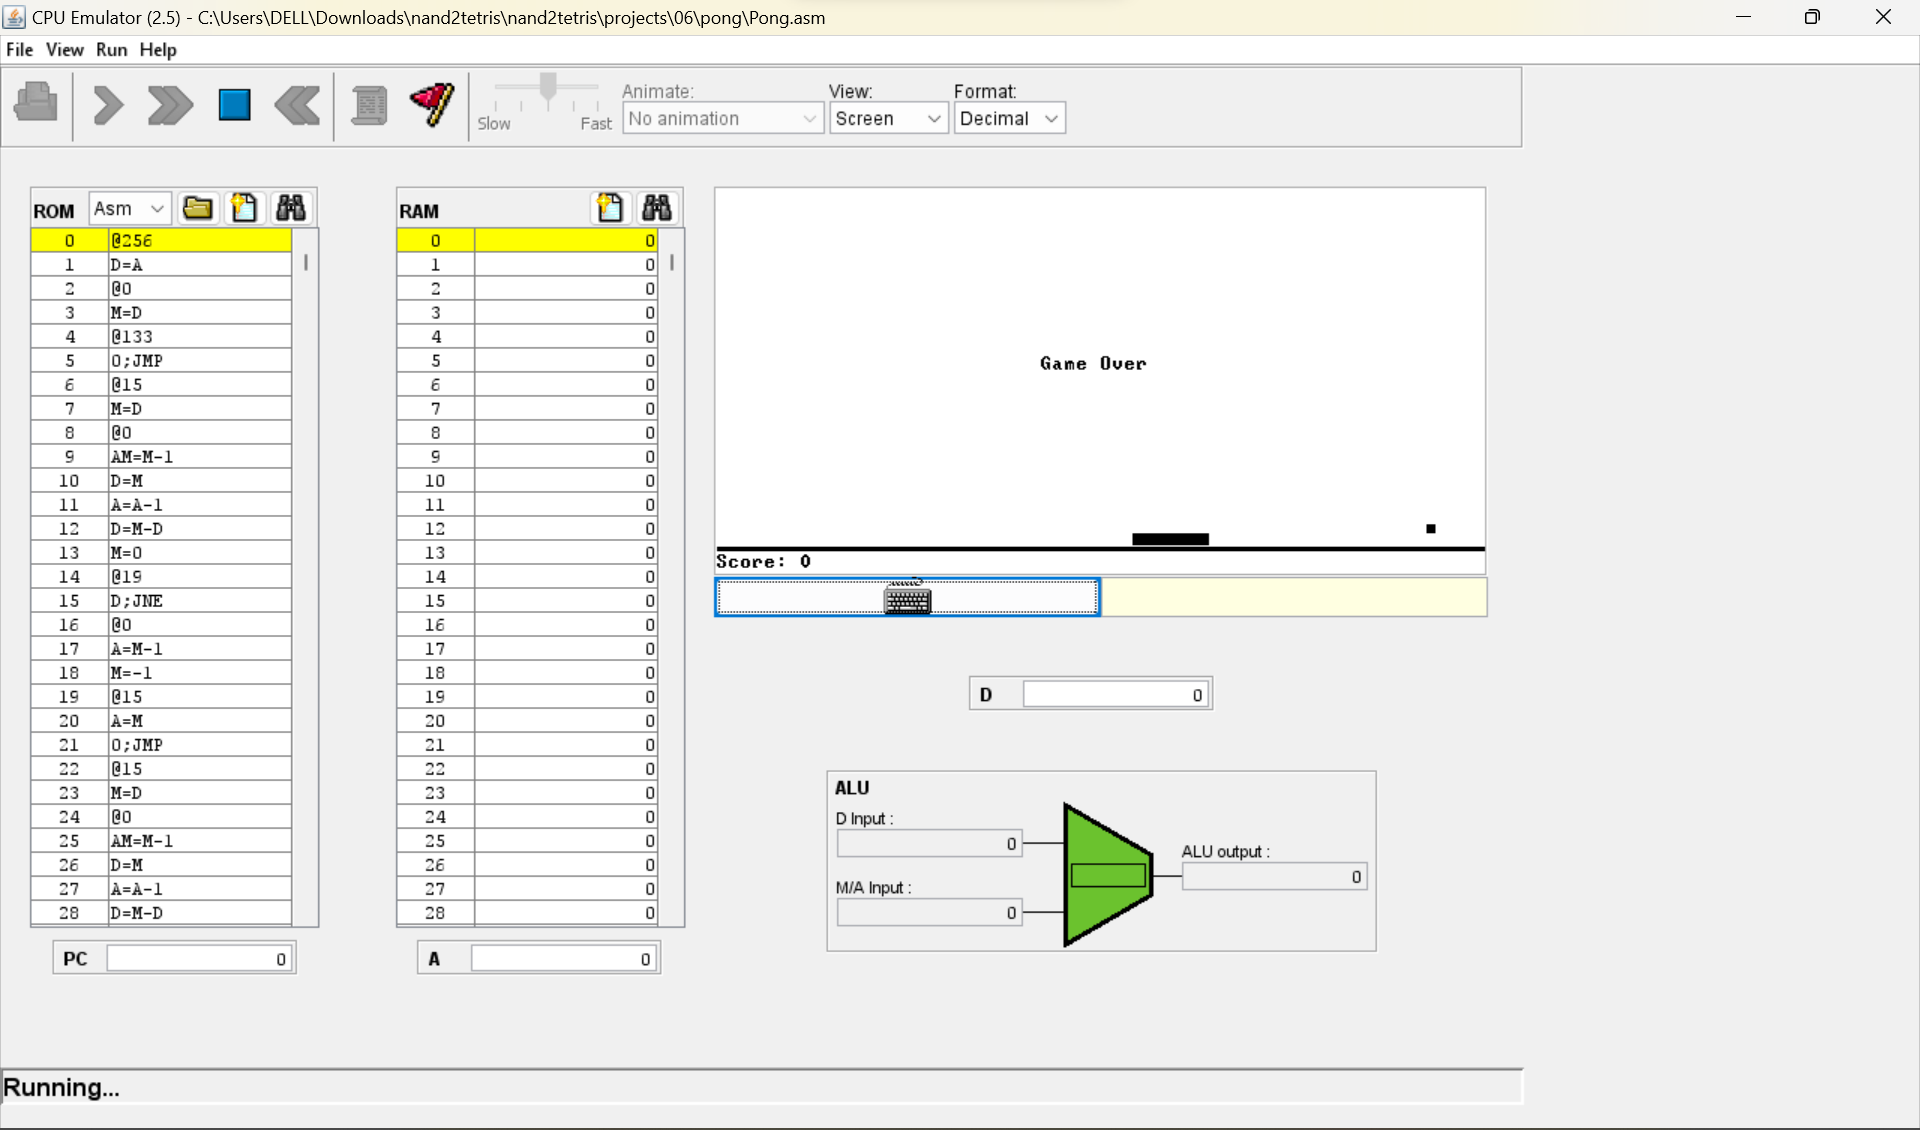 CPU Emulator (2.5) - C:\Users\DELL\Downloads\nand2tetris\nand2tetris\projects\06\pong\Pong.asm
File View Run Help
Slow Fast
Animate:
No animation
View:
Screen
Format:
Decimal
ROM Asm
0 @256
1 D=A
2 @0
3 M=D
4 @133
5 0;JMP
6 @15
7 M=D
8 @0
9 AM=M-1
10 D=M
11 A=A-1
12 D=M-D
13 M=0
14 @19
15 D;JNE
16 @0
17 A=M-1
18 M=-1
19 @15
20 A=M
21 0;JMP
22 @15
23 M=D
24 @0
25 AM=M-1
26 D=M
27 A=A-1
28 D=M-D
PC 0
RAM
0 0
1 0
2 0
3 0
4 0
5 0
6 0
7 0
8 0
9 0
10 0
11 0
12 0
13 0
14 0
15 0
16 0
17 0
18 0
19 0
20 0
21 0
22 0
23 0
24 0
25 0
26 0
27 0
28 0
A 0
Game Over
Score: 0
D 0
ALU
D Input :
0
M/A Input :
0
ALU output :
0
Running...